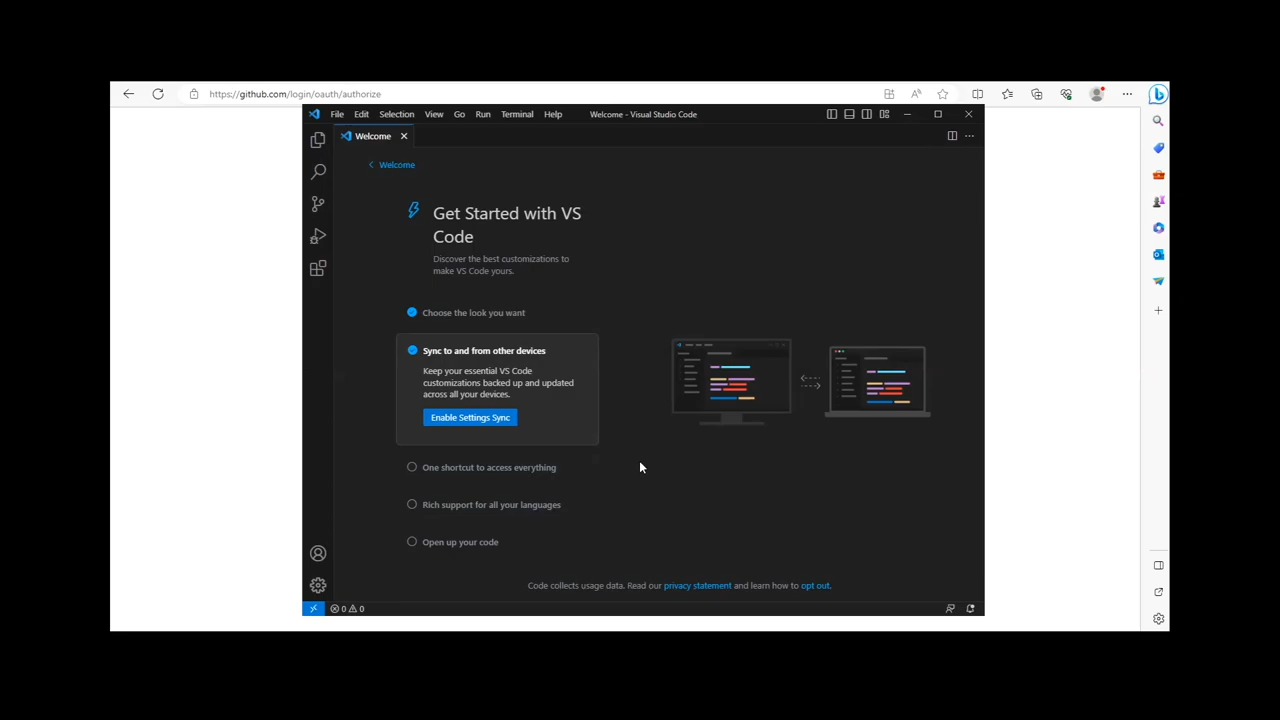 https://github.com/login/oauth/authorize
File Edit Selection View Go Run Terminal Help Welcome - Visual Studio Code
Welcome
Welcome
Get Started with VS
Code
Discover the best customizations to
make VS Code yours.
Choose the look you want
Sync to and from other devices
Keep your essential VS Code
customizations backed up and updated
across all your devices.
Enable Settings Sync
One shortcut to access everything
Rich support for all your languages
Open up your code
Code collects usage data. Read our privacy statement and learn how to opt out.
0 0